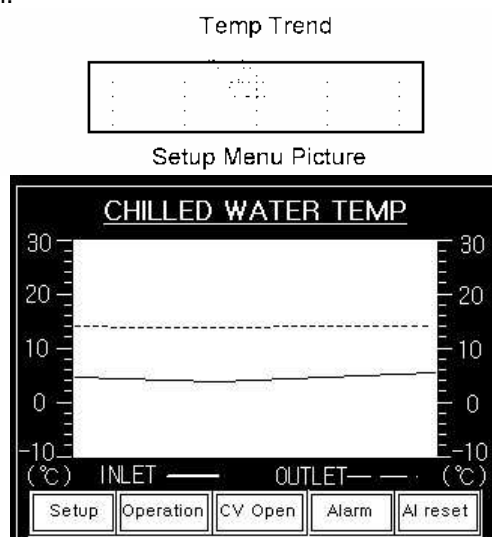 Temp Trend
Setup Menu Picture
CHILLED WATER TEMP
30 30
20 20
10 10
0 0
-10 -10
(℃) INLET —— OUTLET— — · (℃)
Setup Operation CV Open Alarm Al reset